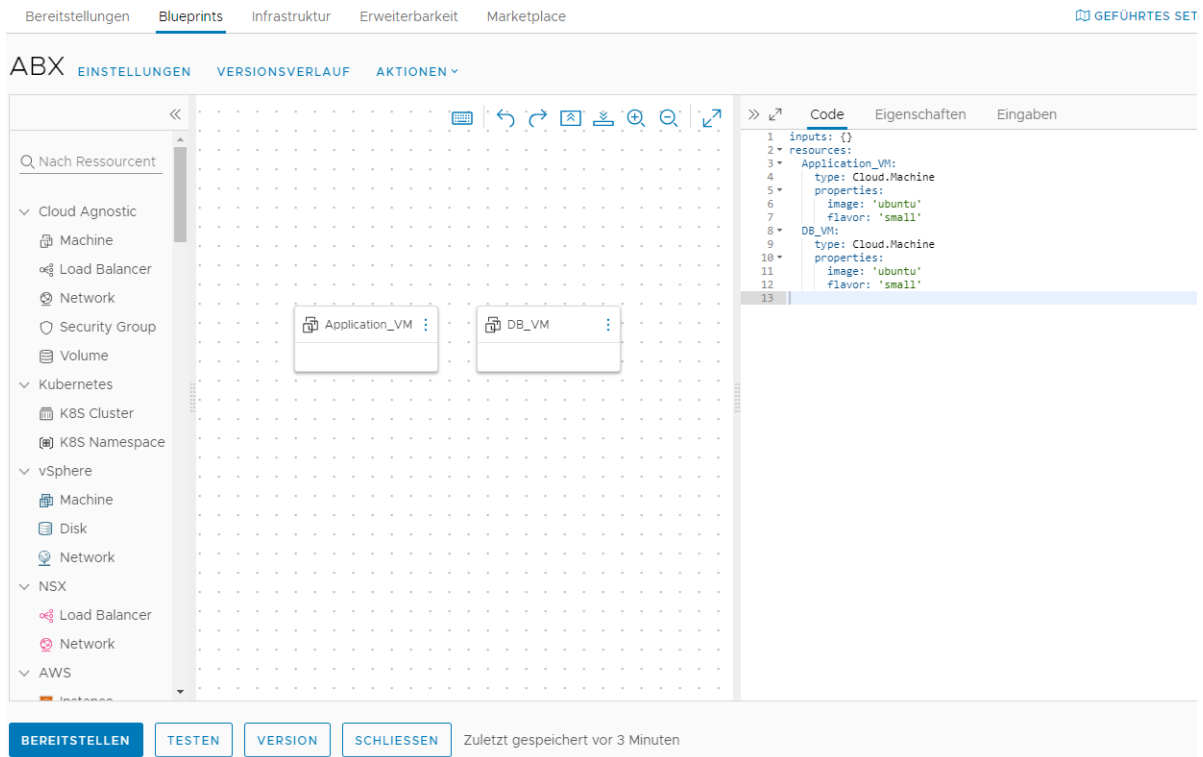 Bereitstellungen Blueprints Infrastruktur Erweiterbarkeit Marketplace GEFÜHRTES SET
ABX EINSTELLUNGEN VERSIONSVERLAUF AKTIONEN
Nach Ressourcent
Cloud Agnostic
Machine
Load Balancer
Network
Security Group
Volume
Kubernetes
K8S Cluster
K8S Namespace
vSphere
Machine
Disk
Network
NSX
Load Balancer
Network
AWS
Instance
Application_VM
DB_VM
Code Eigenschaften Eingaben
1 inputs: {}
2 resources:
3 Application_VM:
4 type: Cloud.Machine
5 properties:
6 image: 'ubuntu'
7 flavor: 'small'
8 DB_VM:
9 type: Cloud.Machine
10 properties:
11 image: 'ubuntu'
12 flavor: 'small'
13
BEREITSTELLEN TESTEN VERSION SCHLIESSEN Zuletzt gespeichert vor 3 Minuten